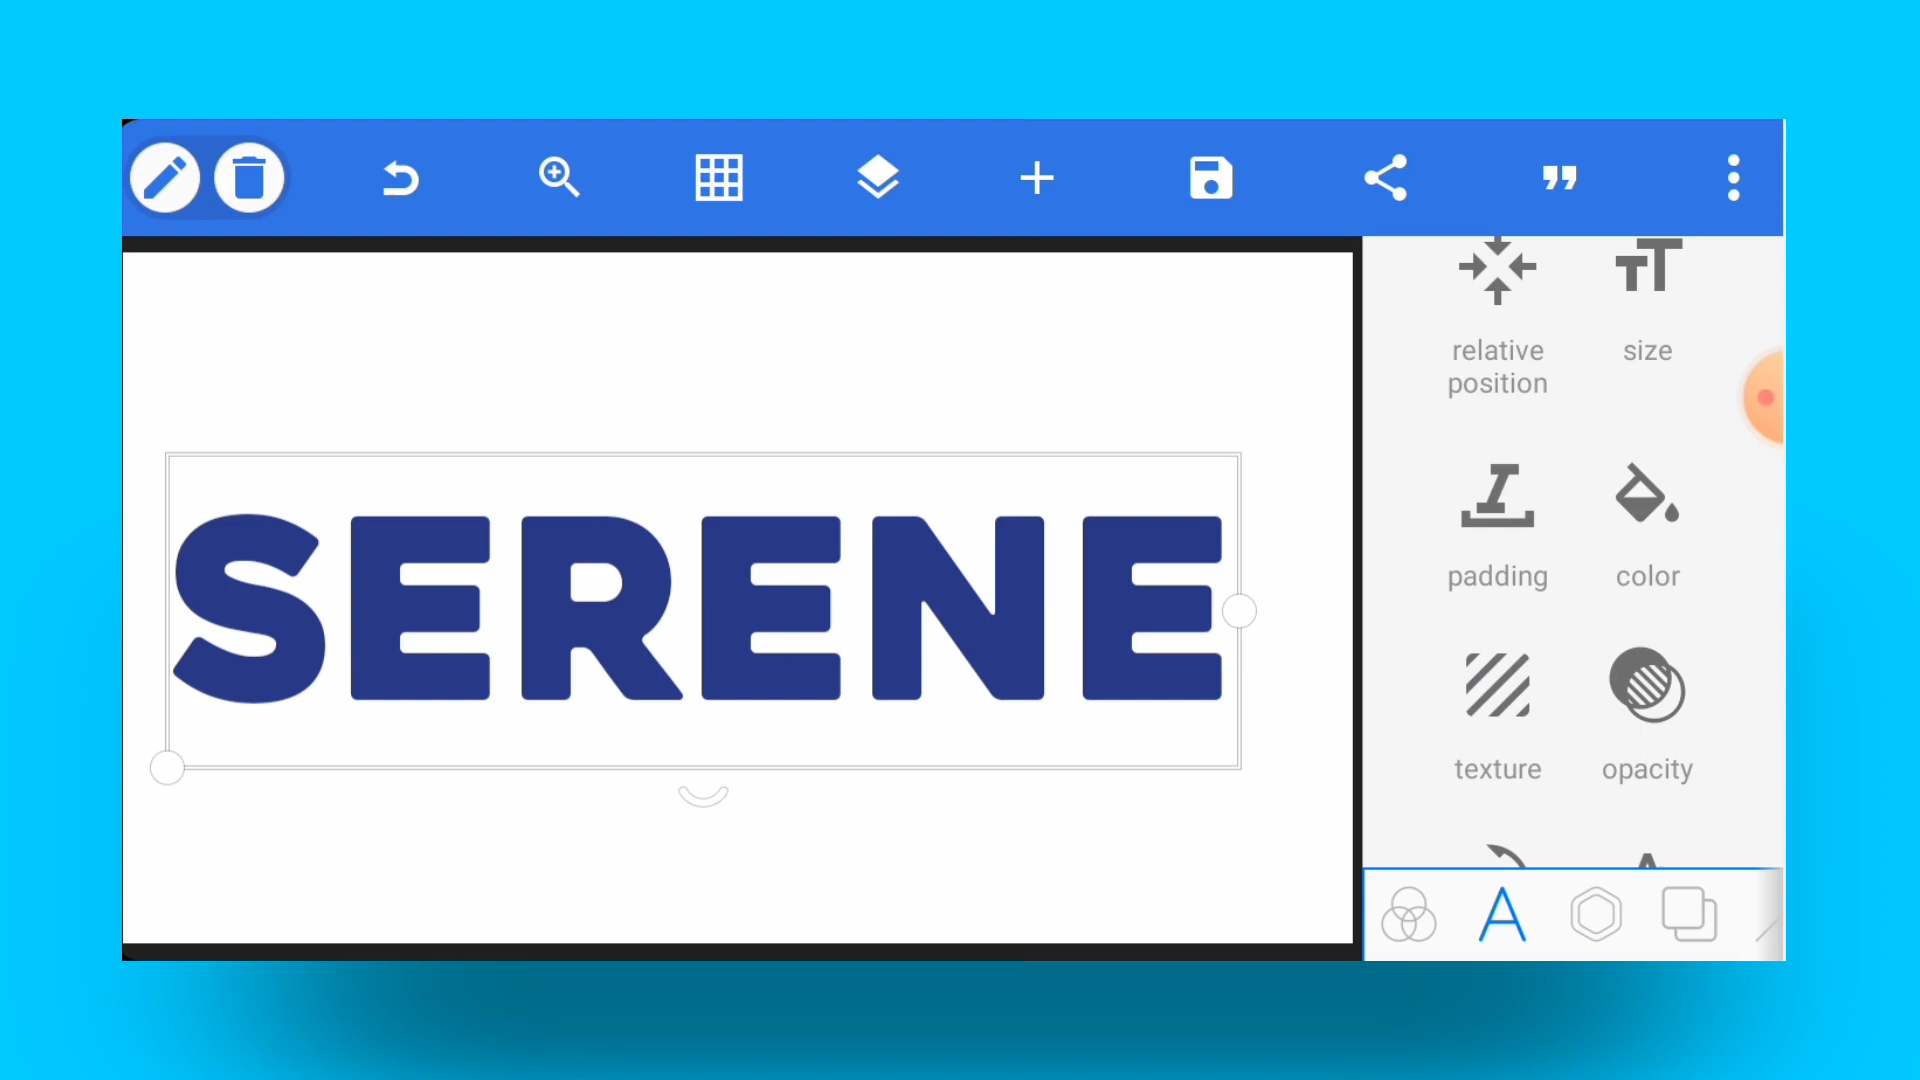 relative
position
size
SERENE
padding
color
texture
opacity